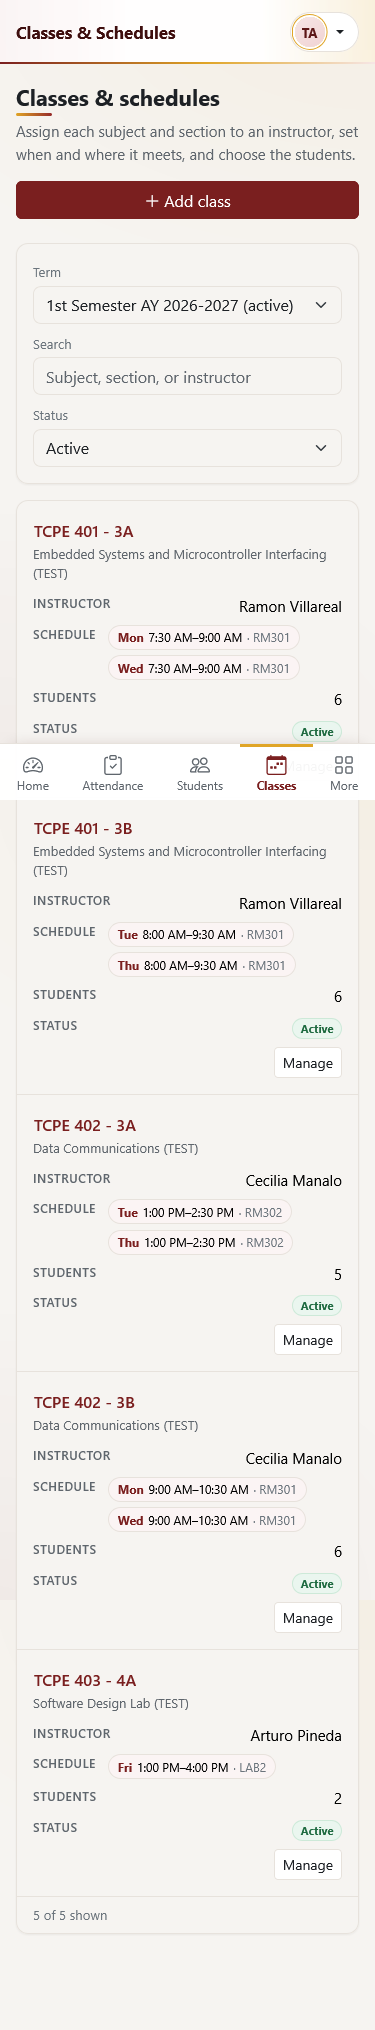 Classes & Schedules
TA
Classes & schedules
Assign each subject and section to an instructor, set
when and where it meets, and choose the students.
+ Add class
Term
1st Semester AY 2026-2027 (active)
Search
Subject, section, or instructor
Status
Active
TCPE 401 - 3A
Embedded Systems and Microcontroller Interfacing
(TEST)
INSTRUCTOR Ramon Villareal
SCHEDULE Mon 7:30 AM–9:00 AM · RM301
Wed 7:30 AM–9:00 AM · RM301
STUDENTS 6
STATUS Active
Home Attendance Students Classes More
TCPE 401 - 3B
Embedded Systems and Microcontroller Interfacing
(TEST)
INSTRUCTOR Ramon Villareal
SCHEDULE Tue 8:00 AM–9:30 AM · RM301
Thu 8:00 AM–9:30 AM · RM301
STUDENTS 6
STATUS Active
Manage
TCPE 402 - 3A
Data Communications (TEST)
INSTRUCTOR Cecilia Manalo
SCHEDULE Tue 1:00 PM–2:30 PM · RM302
Thu 1:00 PM–2:30 PM · RM302
STUDENTS 5
STATUS Active
Manage
TCPE 402 - 3B
Data Communications (TEST)
INSTRUCTOR Cecilia Manalo
SCHEDULE Mon 9:00 AM–10:30 AM · RM301
Wed 9:00 AM–10:30 AM · RM301
STUDENTS 6
STATUS Active
Manage
TCPE 403 - 4A
Software Design Lab (TEST)
INSTRUCTOR Arturo Pineda
SCHEDULE Fri 1:00 PM–4:00 PM · LAB2
STUDENTS 2
STATUS Active
Manage
5 of 5 shown